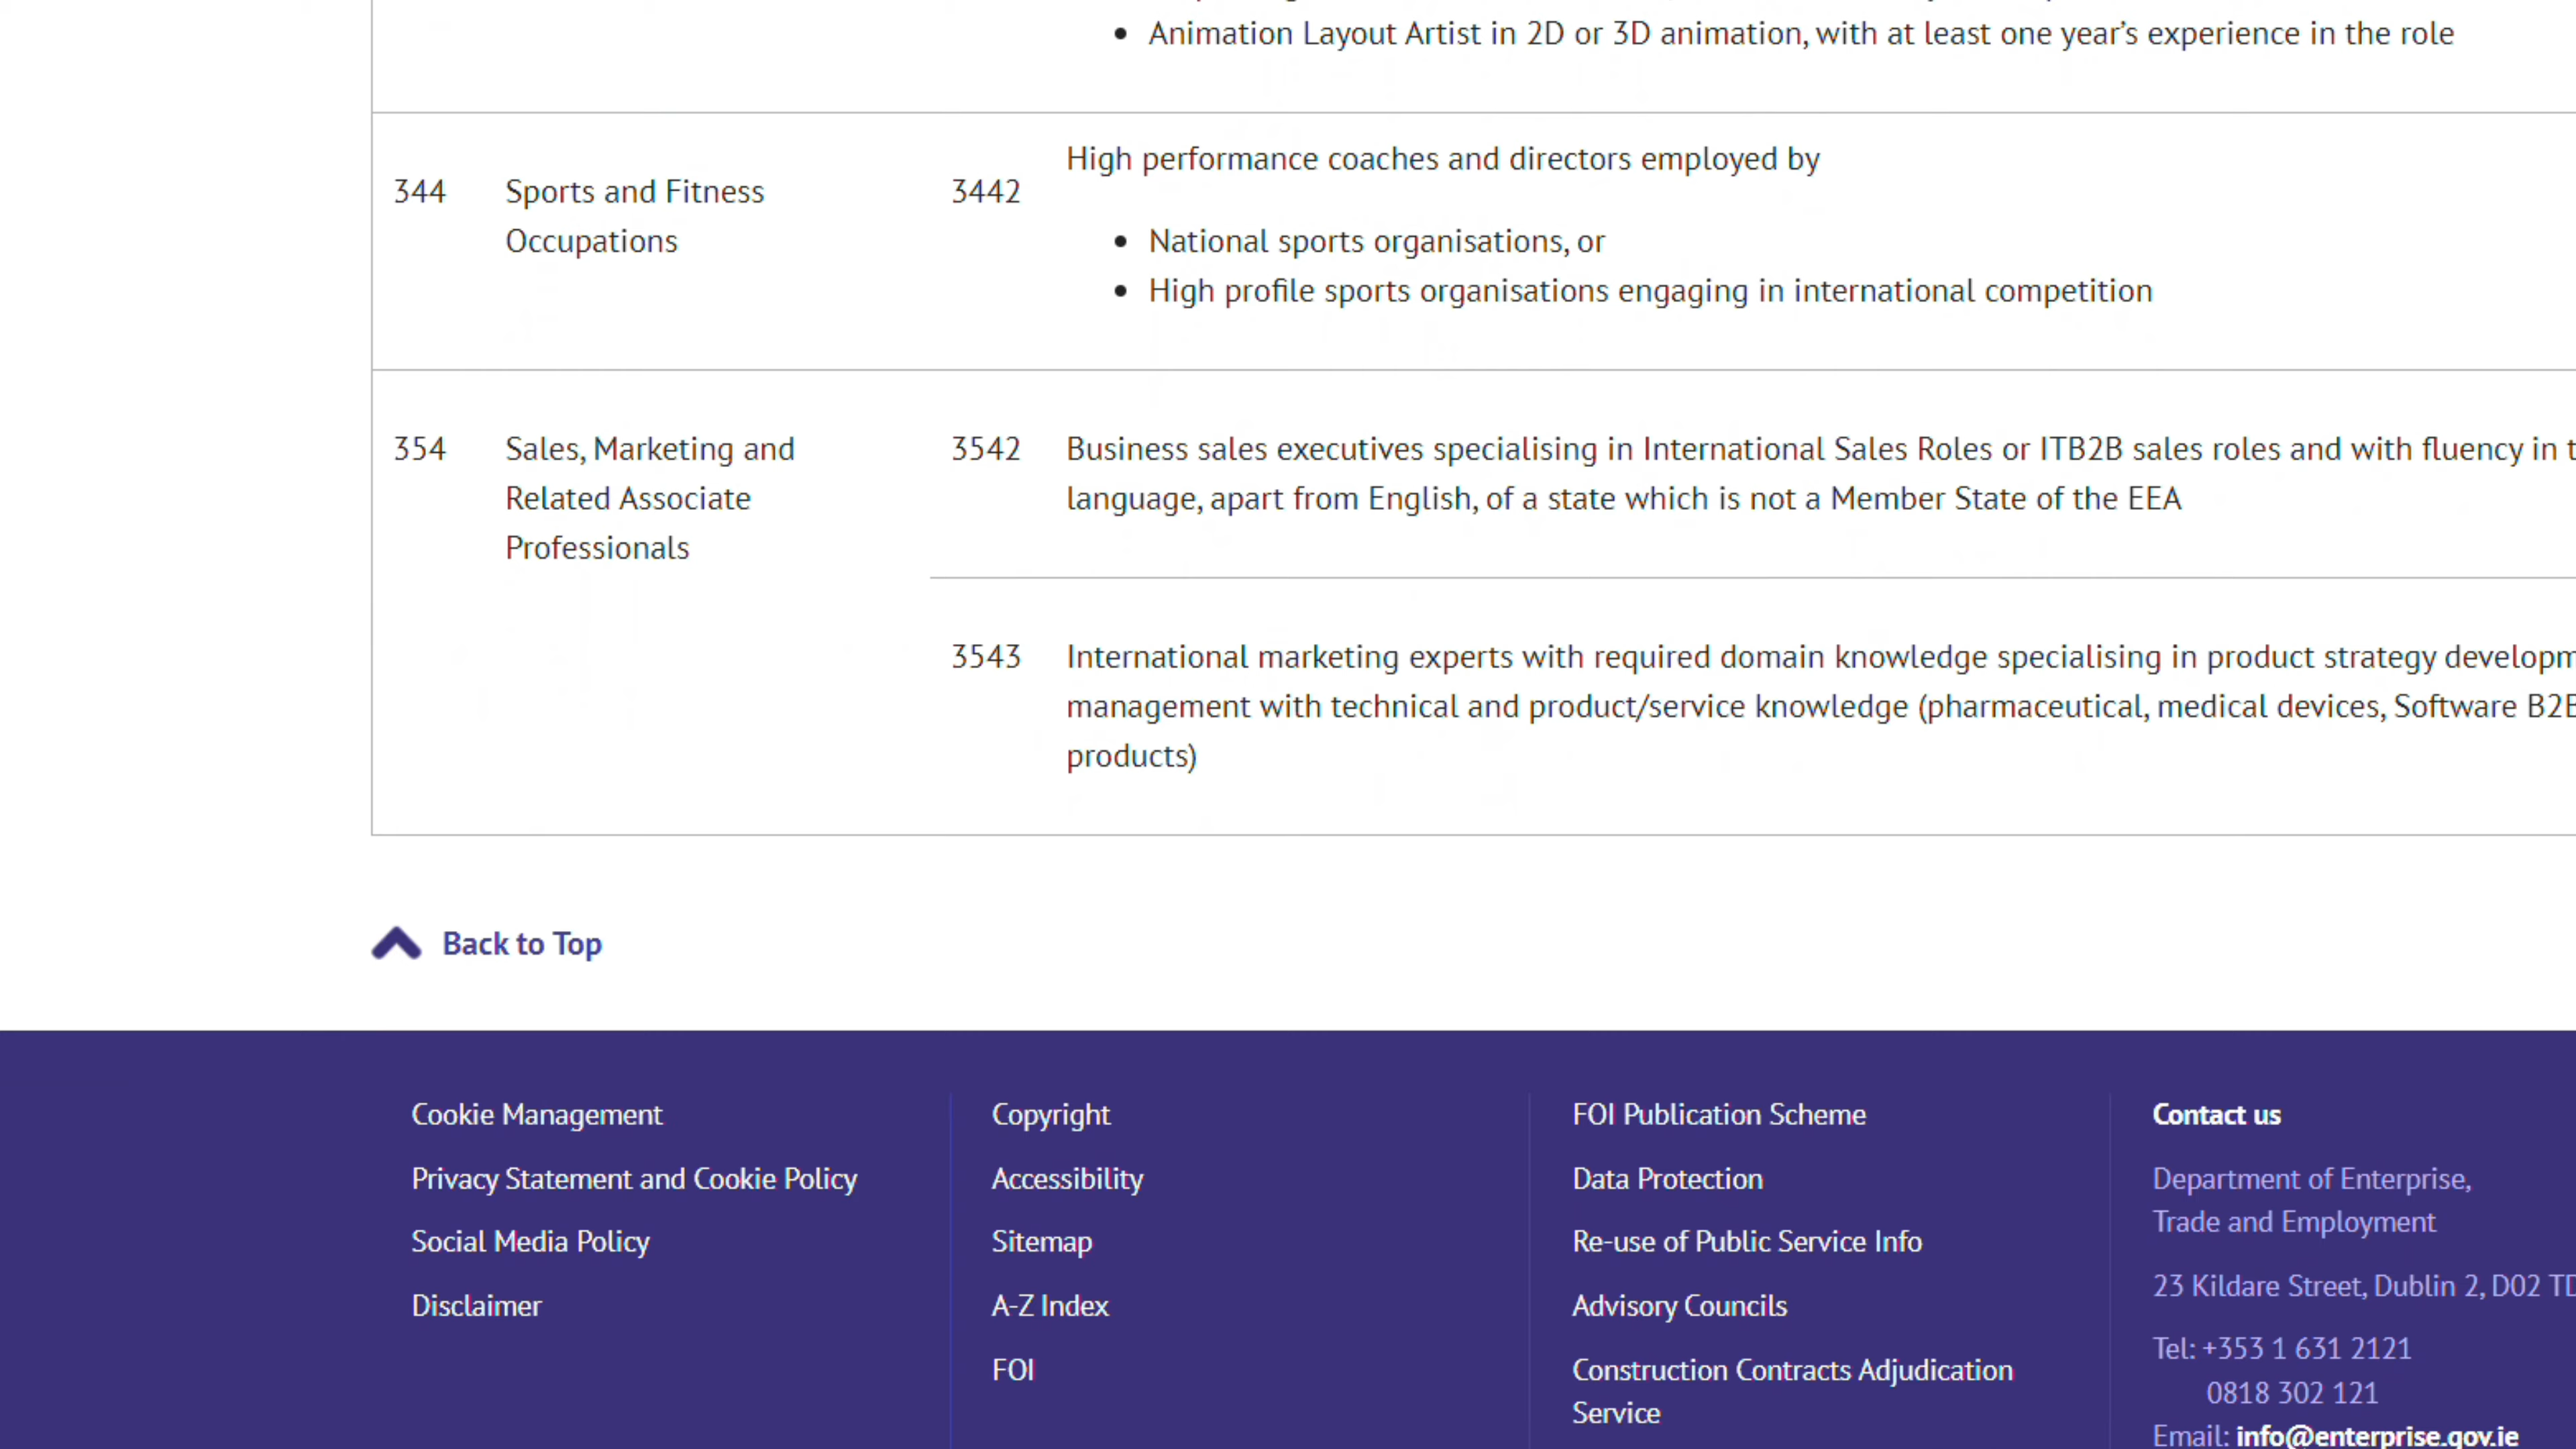 Animation Layout Artist in 2D or 3D animation, with at least one year’s experience in the role
344 Sports and Fitness Occupations 3442
High performance coaches and directors employed by
National sports organisations, or
High profile sports organisations engaging in international competition
354 Sales, Marketing and Related Associate Professionals
3542 Business sales executives specialising in International Sales Roles or ITB2B sales roles and with fluency in
language, apart from English, of a state which is not a Member State of the EEA
3543 International marketing experts with required domain knowledge specialising in product strategy
management with technical and product/service knowledge (pharmaceutical, medical devices, Software
products)
Back to Top
Cookie Management
Privacy Statement and Cookie Policy
Social Media Policy
Disclaimer
Copyright
Accessibility
Sitemap
A-Z Index
FOI
FOI Publication Scheme
Data Protection
Re-use of Public Service Info
Advisory Councils
Construction Contracts Adjudication
Service
Contact us
Department of Enterprise,
Trade and Employment
23 Kildare Street, Dublin 2, D02
Tel: +353 1 631 2121
0818 302 121
Email: info@enterprise.gov.ie